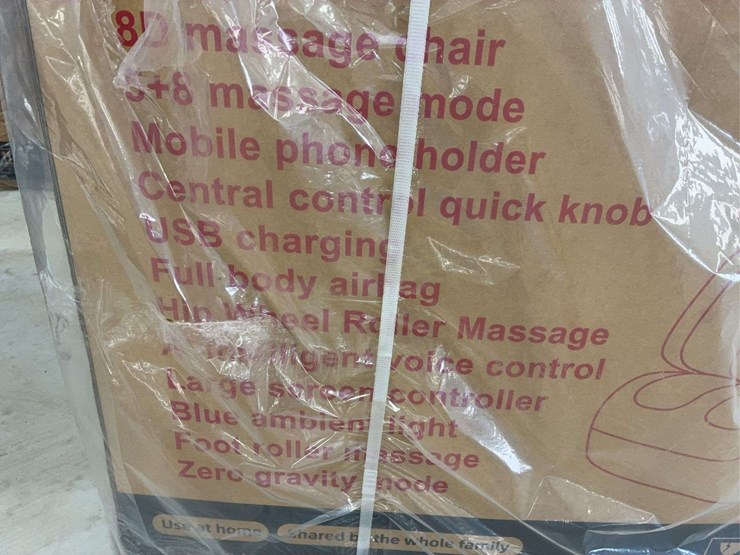 8D massage chair
+8 massage mode
Mobile phone holder
Central control quick knob
USB charging
Full body airbag
Hip Wheel Roller Massage
intelligent voice control
Large screen controller
Blue ambient light
Foot roller massage
Zero gravity mode
Use at home
shared by the whole family